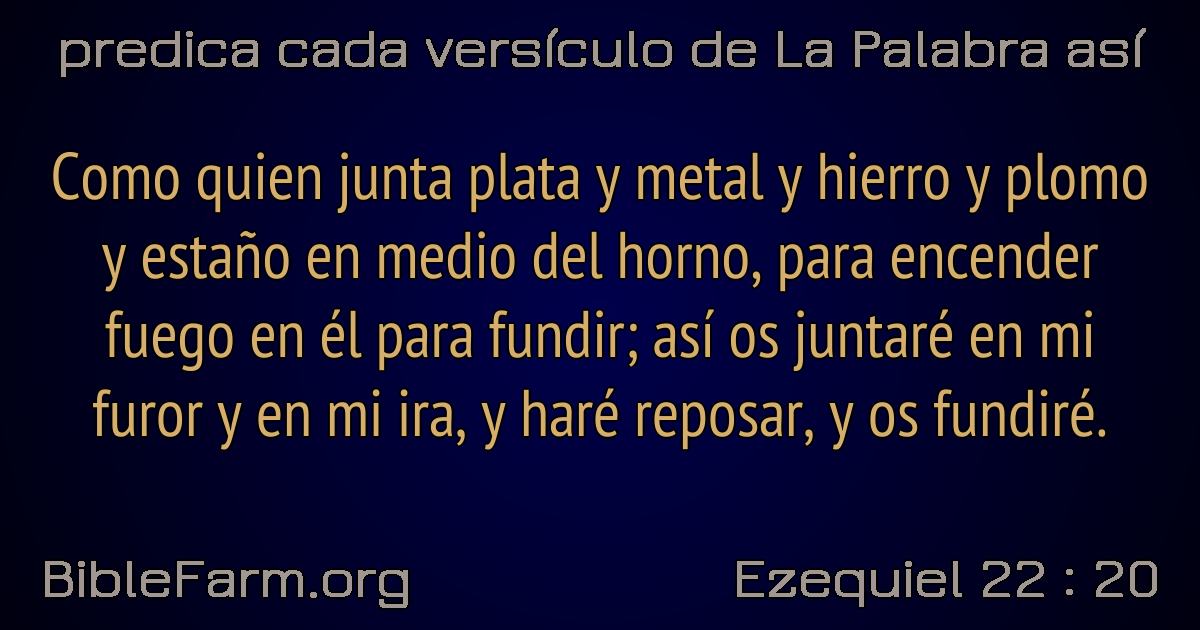 predica cada versículo de La Palabra así
Como quien junta plata y metal y hierro y plomo
y estaño en medio del horno, para encender
fuego en él para fundir; así os juntaré en mi
furor y en mi ira, y haré reposar, y os fundiré.
BibleFarm.org
Ezequiel 22 : 20